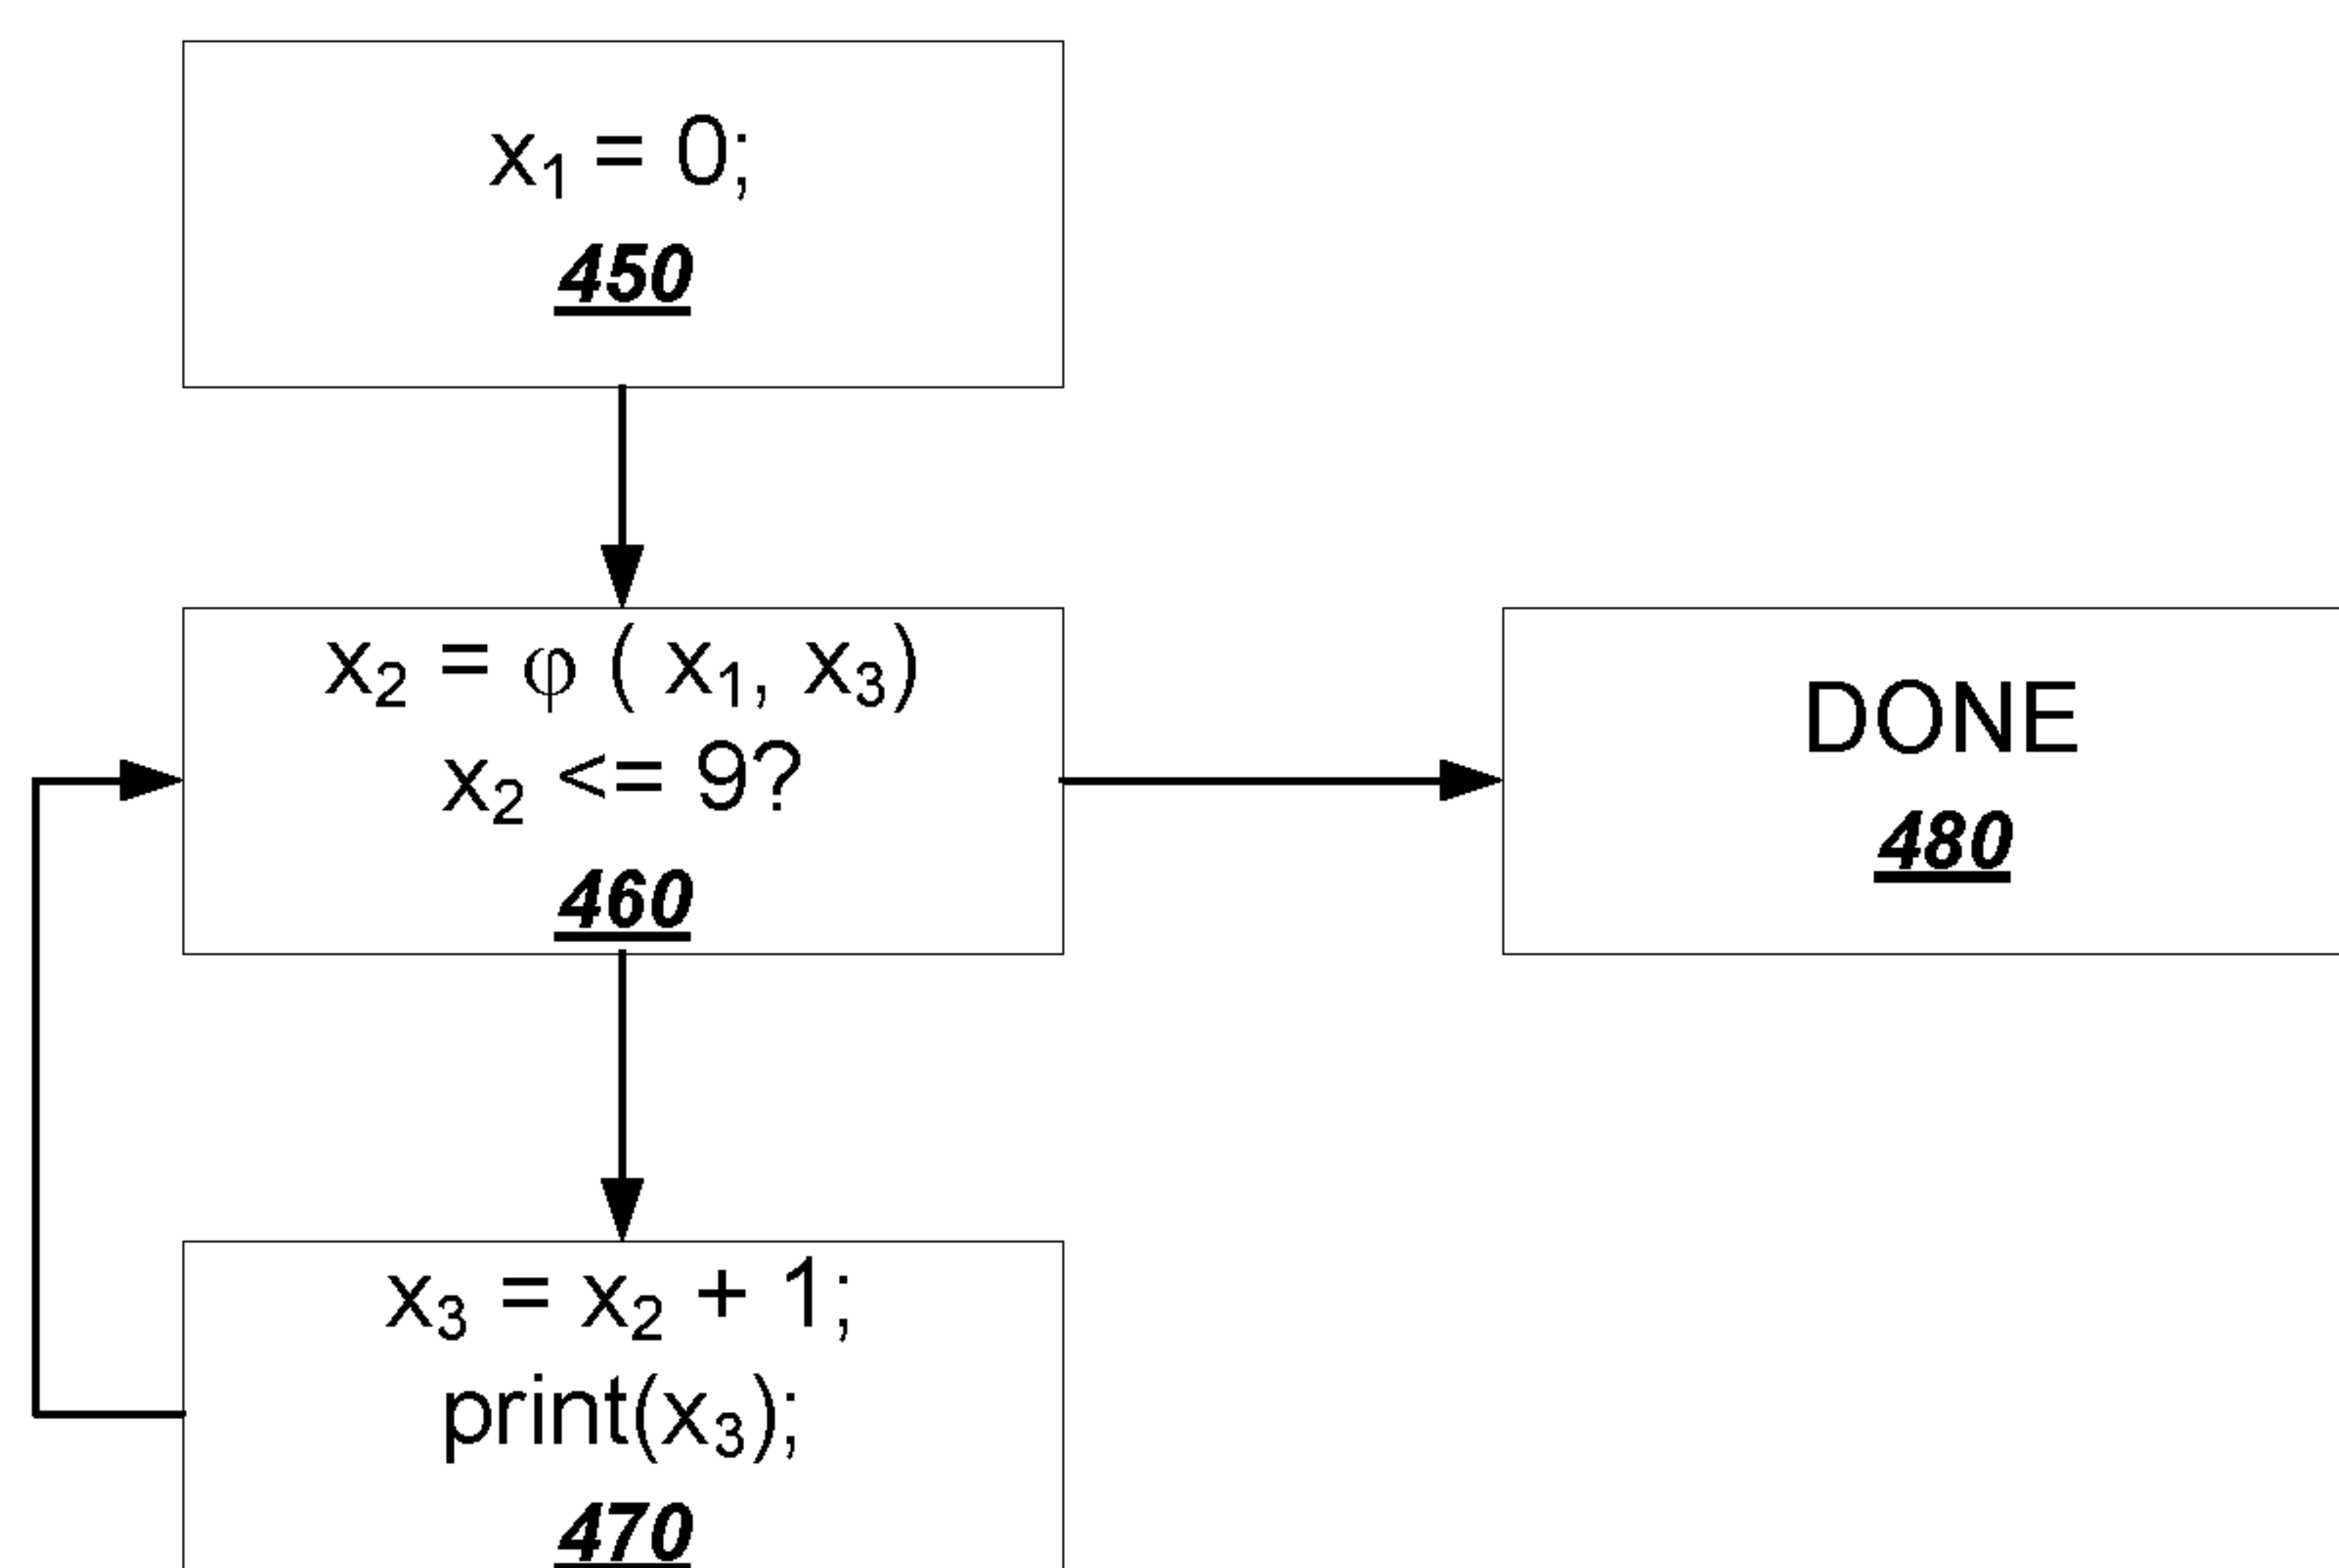 x₁ = 0;
450
x₂ = φ ( x₁, x₃)
x₂ <= 9?
460
DONE
480
x₃ = x₂ + 1;
print(x₃);
470